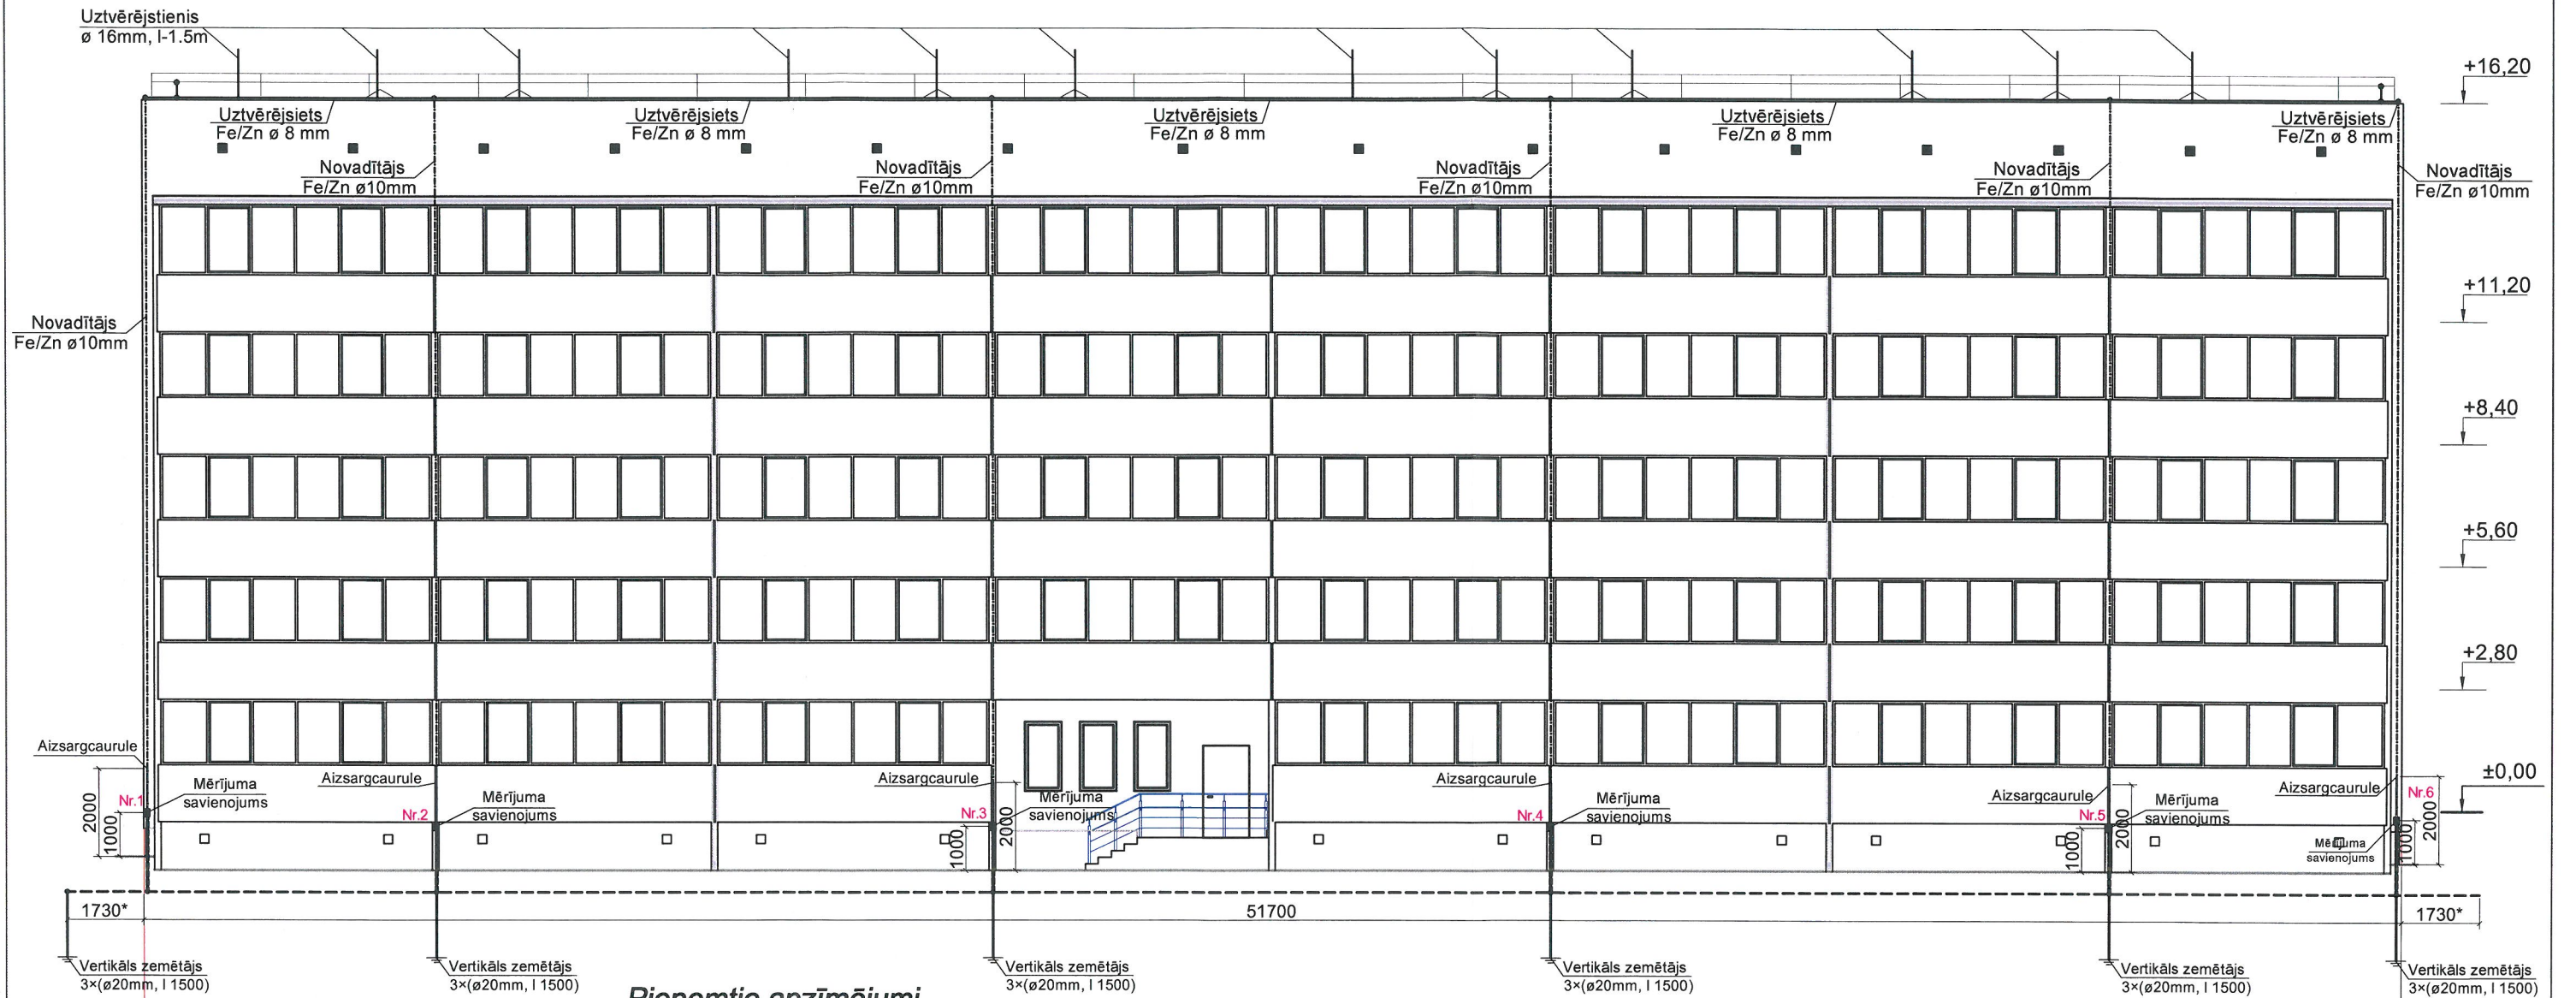 Uztvērējstienis
ø 16mm, l-1.5m
+16,20
Uztvērējsiets
Fe/Zn ø 8 mm
Uztvērējsiets
Fe/Zn ø 8 mm
Uztvērējsiets
Fe/Zn ø 8 mm
Uztvērējsiets
Fe/Zn ø 8 mm
Uztvērējsiets
Fe/Zn ø 8 mm
Novadītājs
Fe/Zn ø10mm
Novadītājs
Fe/Zn ø10mm
Novadītājs
Fe/Zn ø10mm
Novadītājs
Fe/Zn ø10mm
Novadītājs
Fe/Zn ø10mm
+11,20
Novadītājs
Fe/Zn ø10mm
+8,40
+5,60
+2,80
±0,00
Aizsargcaurule
Nr.1
Mērījuma
savienojums
2000
1000
Aizsargcaurule
Nr.2
Mērījuma
savienojums
Aizsargcaurule
Nr.3
Mērījuma
savienojums
1000
2000
Aizsargcaurule
Nr.4
Mērījuma
savienojums
Aizsargcaurule
Nr.5
Mērījuma
savienojums
1000
2000
Aizsargcaurule
Nr.6
Mērījuma
savienojums
1000
2000
1730*
51700
1730*
Vertikāls zemētājs
3×(ø20mm, l 1500)
Vertikāls zemētājs
3×(ø20mm, l 1500)
Vertikāls zemētājs
3×(ø20mm, l 1500)
Vertikāls zemētājs
3×(ø20mm, l 1500)
Vertikāls zemētājs
3×(ø20mm, l 1500)
Vertikāls zemētājs
3×(ø20mm, l 1500)
Pieņemtie apzīmējumi